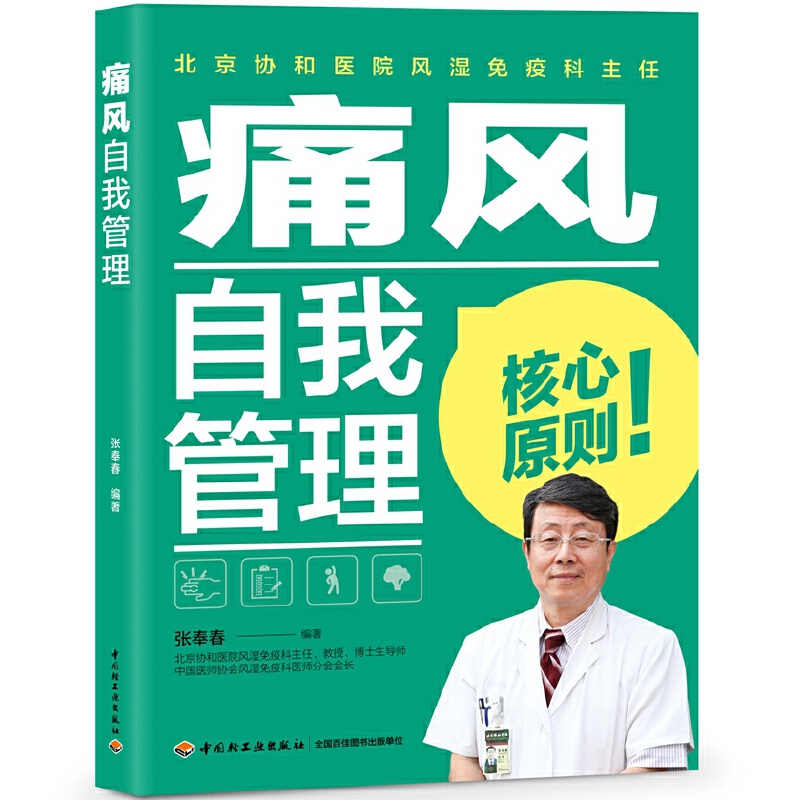 痛风自我管理
张奉春 编著
北京协和医院风湿免疫科主任
痛风
自我
管理
核心
原则!
张奉春 编著
北京协和医院风湿免疫科主任、教授、博士生导师
中国医师协会风湿免疫科医师分会会长
中国轻工业出版社 全国百佳图书出版单位